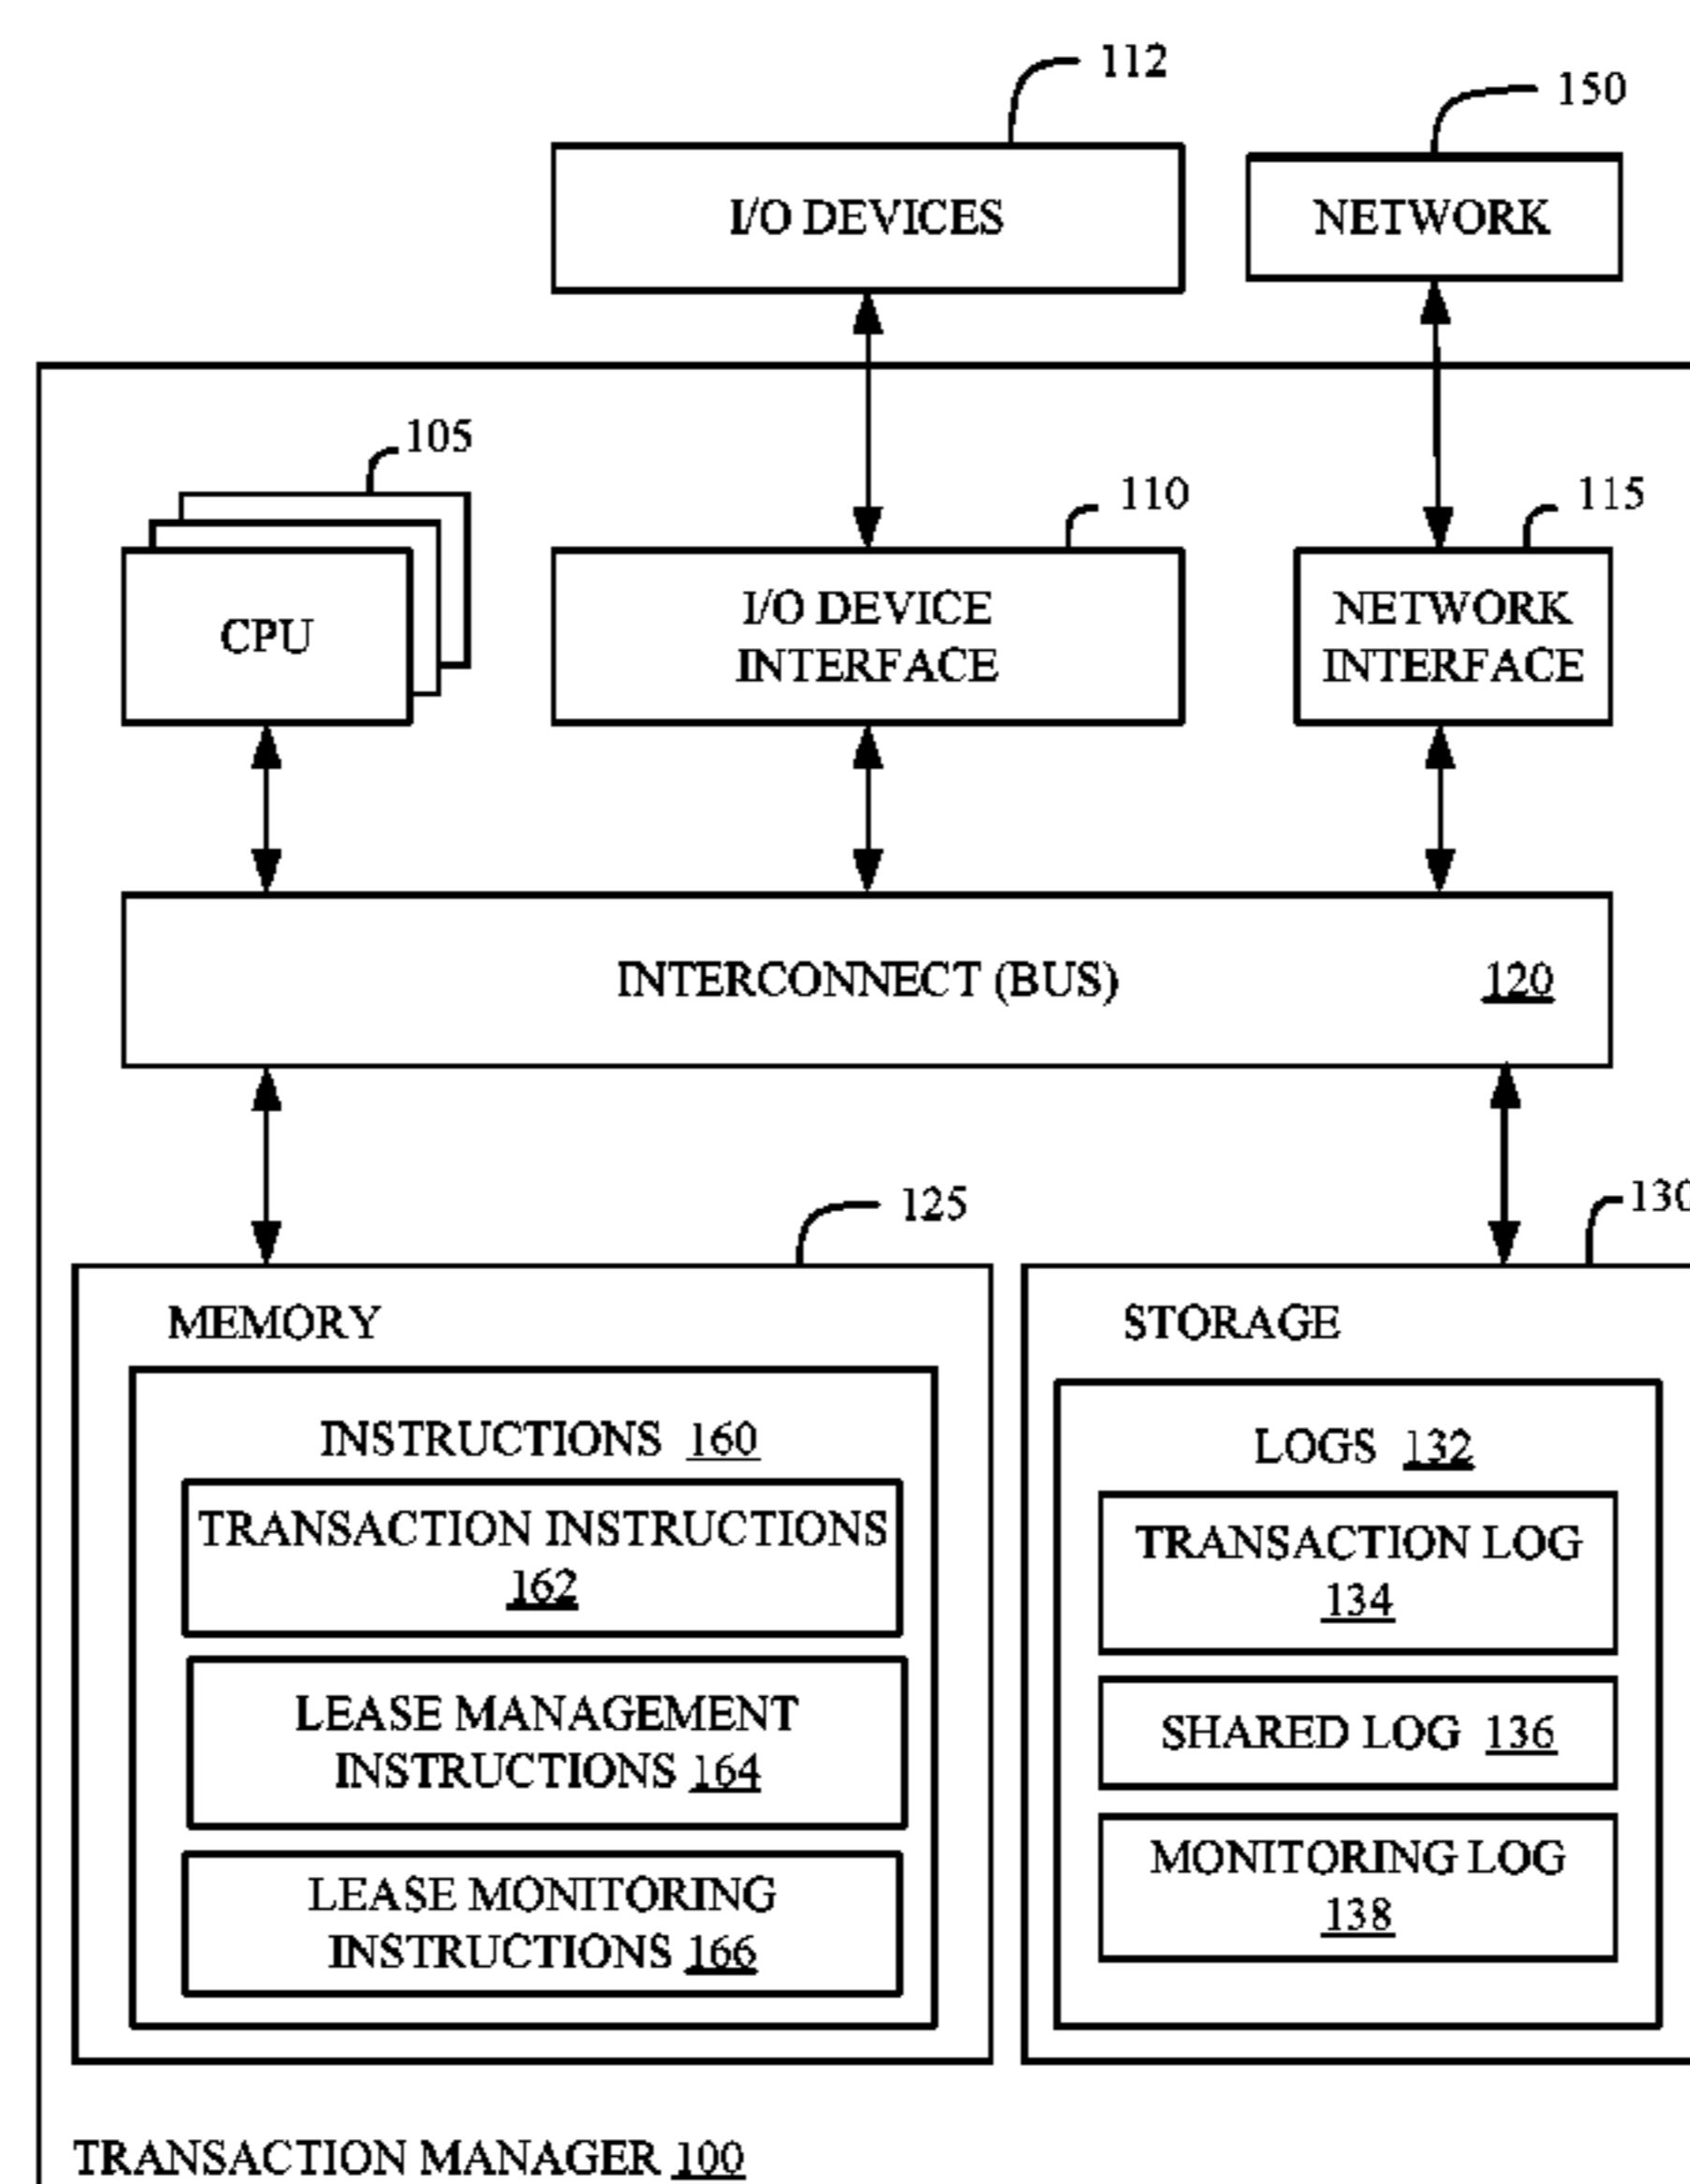 112
150
I/O DEVICES
NETWORK
105
110
115
CPU
I/O DEVICE
INTERFACE
NETWORK
INTERFACE
INTERCONNECT (BUS) 120
125
130
MEMORY
STORAGE
INSTRUCTIONS 160
TRANSACTION INSTRUCTIONS
162
LEASE MANAGEMENT
INSTRUCTIONS 164
LEASE MONITORING
INSTRUCTIONS 166
LOGS 132
TRANSACTION LOG
134
SHARED LOG 136
MONITORING LOG
138
TRANSACTION MANAGER 100